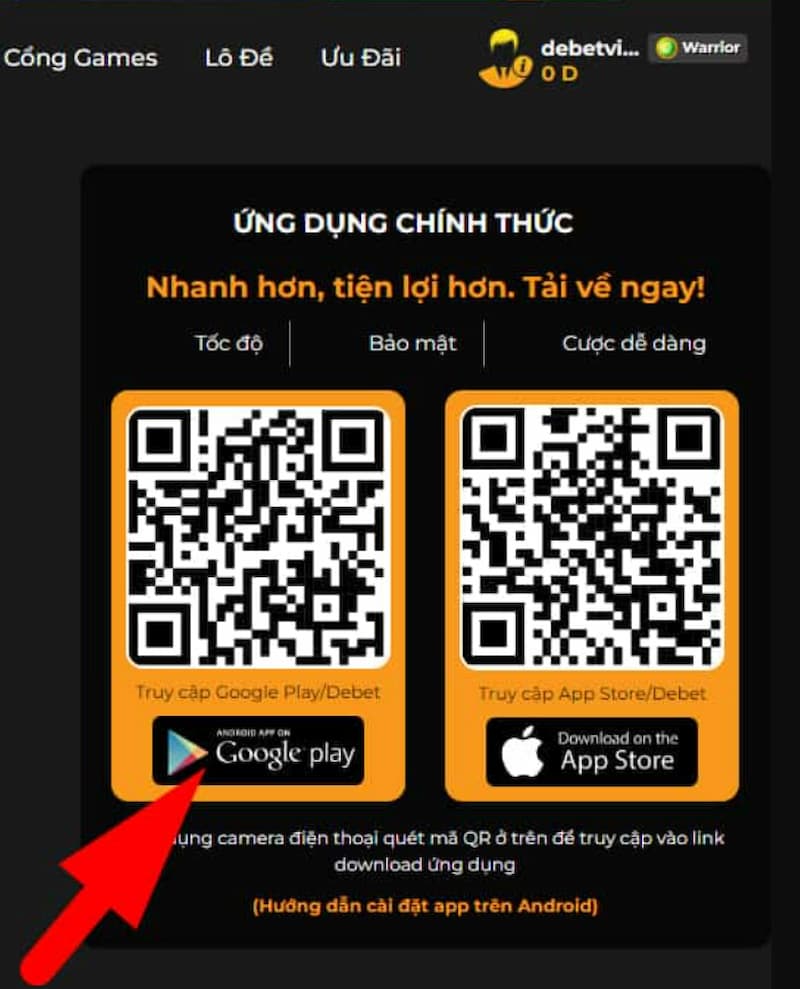 Cổng Games Lô Đề Ưu Đãi
debetvi... Warrior
0 D
ỨNG DỤNG CHÍNH THỨC
Nhanh hơn, tiện lợi hơn. Tải về ngay!
Tốc độ Bảo mật Cược dễ dàng
Truy cập Google Play/Debet
ANDROID APP ON
Google play
Truy cập App Store/Debet
Download on the
App Store
dụng camera điện thoại quét mã QR ở trên để truy cập vào link
download ứng dụng
(Hướng dẫn cài đặt app trên Android)